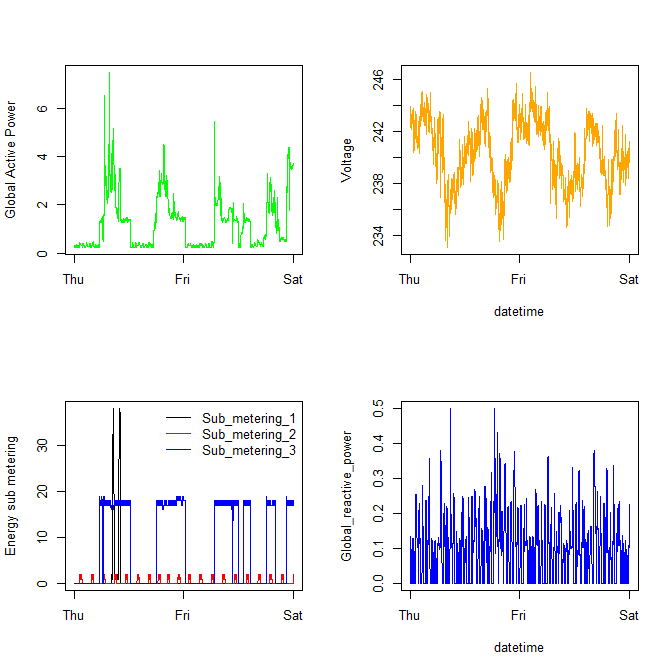 Global Active Power
0 2 4 6
Thu Fri Sat
Voltage
234 238 242 246
Thu Fri Sat
datetime
Energy sub metering
0 10 20 30
Sub_metering_1
Sub_metering_2
Sub_metering_3
Thu Fri Sat
Global_reactive_power
0.0 0.1 0.2 0.3 0.4 0.5
Thu Fri Sat
datetime